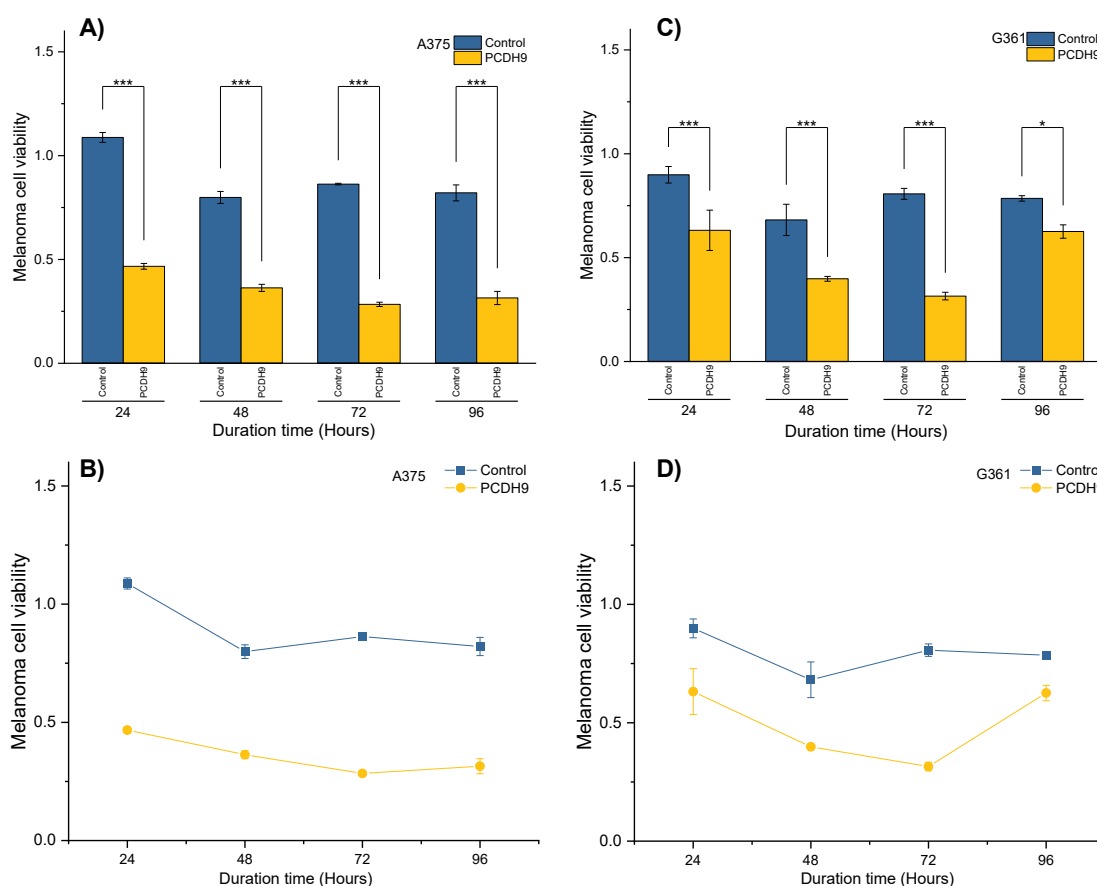 A)
A375
Control
PCDH9
1.5
1.0
0.5
0.0
Melanoma cell viability
*** *** *** ***
Control PCDH9 Control PCDH9 Control PCDH9 Control PCDH9
24 48 72 96
Duration time (Hours)
C)
G361
Control
PCDH9
1.5
1.0
0.5
0.0
Melanoma cell viability
*** *** *** *
Control PCDH9 Control PCDH9 Control PCDH9 Control PCDH9
24 48 72 96
Duration time (Hours)
B)
A375
Control
PCDH9
1.5
1.0
0.5
0.0
Melanoma cell viability
24 48 72 96
Duration time (Hours)
D)
G361
Control
PCDH9
1.5
1.0
0.5
0.0
Melanoma cell viability
24 48 72 96
Duration time (Hours)